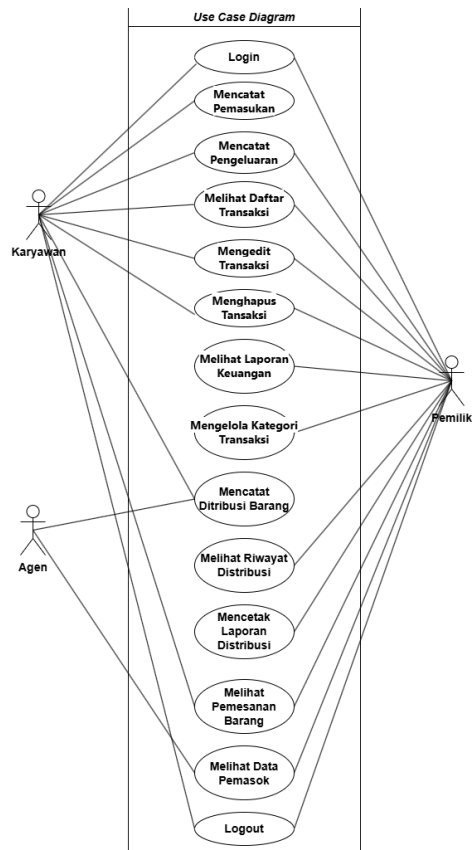 Use Case Diagram
Login
Mencatat
Pemasukan
Mencatat
Pengeluaran
Melihat Daftar
Transaksi
Karyawan
Mengedit
Transaksi
Menghapus
Tansaksi
Melihat Laporan
Keuangan
Pemilik
Mengelola Kategori
Transaksi
Mencatat
Ditribusi Barang
Agen
Melihat Riwayat
Distribusi
Mencetak
Laporan
Distribusi
Melihat
Pemesanan
Barang
Melihat Data
Pemasok
Logout